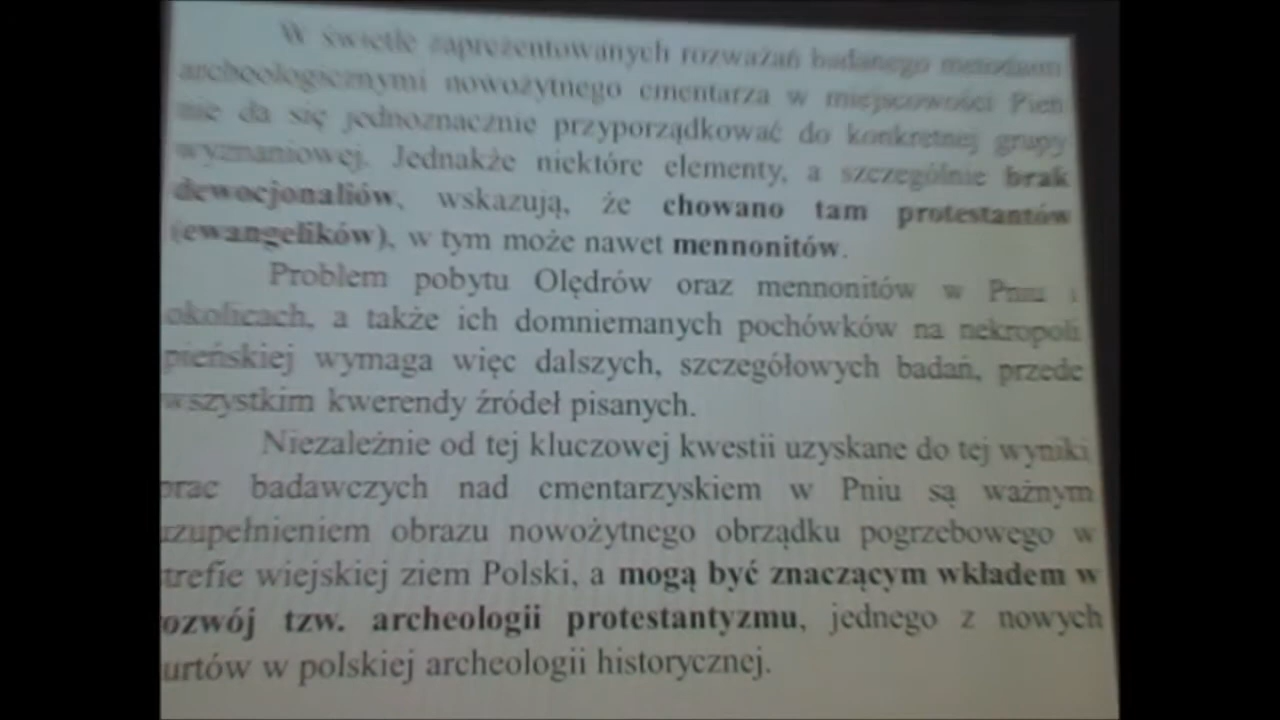 W świetle zaprezentowanych rozważań badanego metodami
archeologicznymi nowożytnego cmentarza w miejscowości Pień
nie da się jednoznacznie przyporządkować do konkretnej grupy
wyznaniowej. Jednakże niektóre elementy, a szczególnie brak
dewocjonaliów, wskazują, że chowano tam protestantów
(ewangelików), w tym może nawet mennonitów.
Problem pobytu Olędrów oraz mennonitów w Pniu i
okolicach, a także ich domniemanych pochówków na nekropoli
pieńskiej wymaga więc dalszych, szczegółowych badań, przede
wszystkim kwerendy źródeł pisanych.
Niezależnie od tej kluczowej kwestii uzyskane do tej wyniki
prac badawczych nad cmentarzyskiem w Pniu są ważnym
uzupełnieniem obrazu nowożytnego obrządku pogrzebowego w
trefie wiejskiej ziem Polski, a mogą być znaczącym wkładem w
ozwój tzw. archeologii protestantyzmu, jednego z nowych
urtów w polskiej archeologii historycznej.